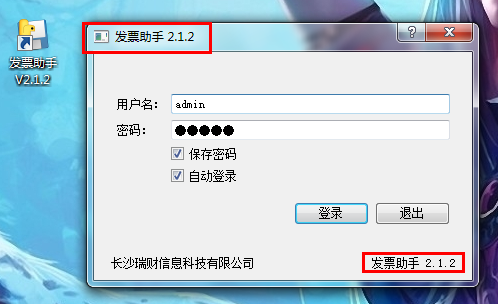 发票助手
V2.1.2
发票助手 2.1.2
用户名：
admin
密码：
●●●●●
保存密码
自动登录
登录
退出
长沙瑞财信息科技有限公司
发票助手 2.1.2